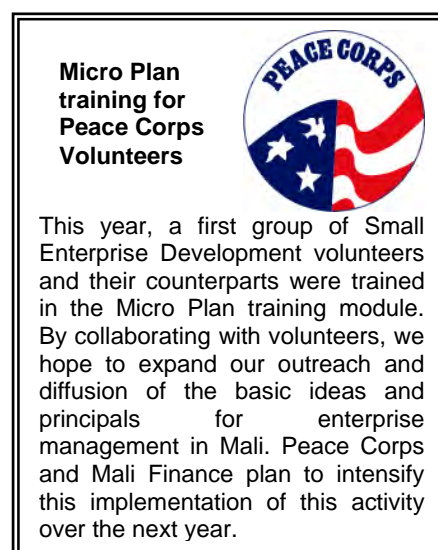 Micro Plan
training for
Peace Corps
Volunteers
PEACE CORPS
This year, a first group of Small
Enterprise Development volunteers
and their counterparts were trained
in the Micro Plan training module.
By collaborating with volunteers, we
hope to expand our outreach and
diffusion of the basic ideas and
principals for enterprise
management in Mali. Peace Corps
and Mali Finance plan to intensify
this implementation of this activity
over the next year.